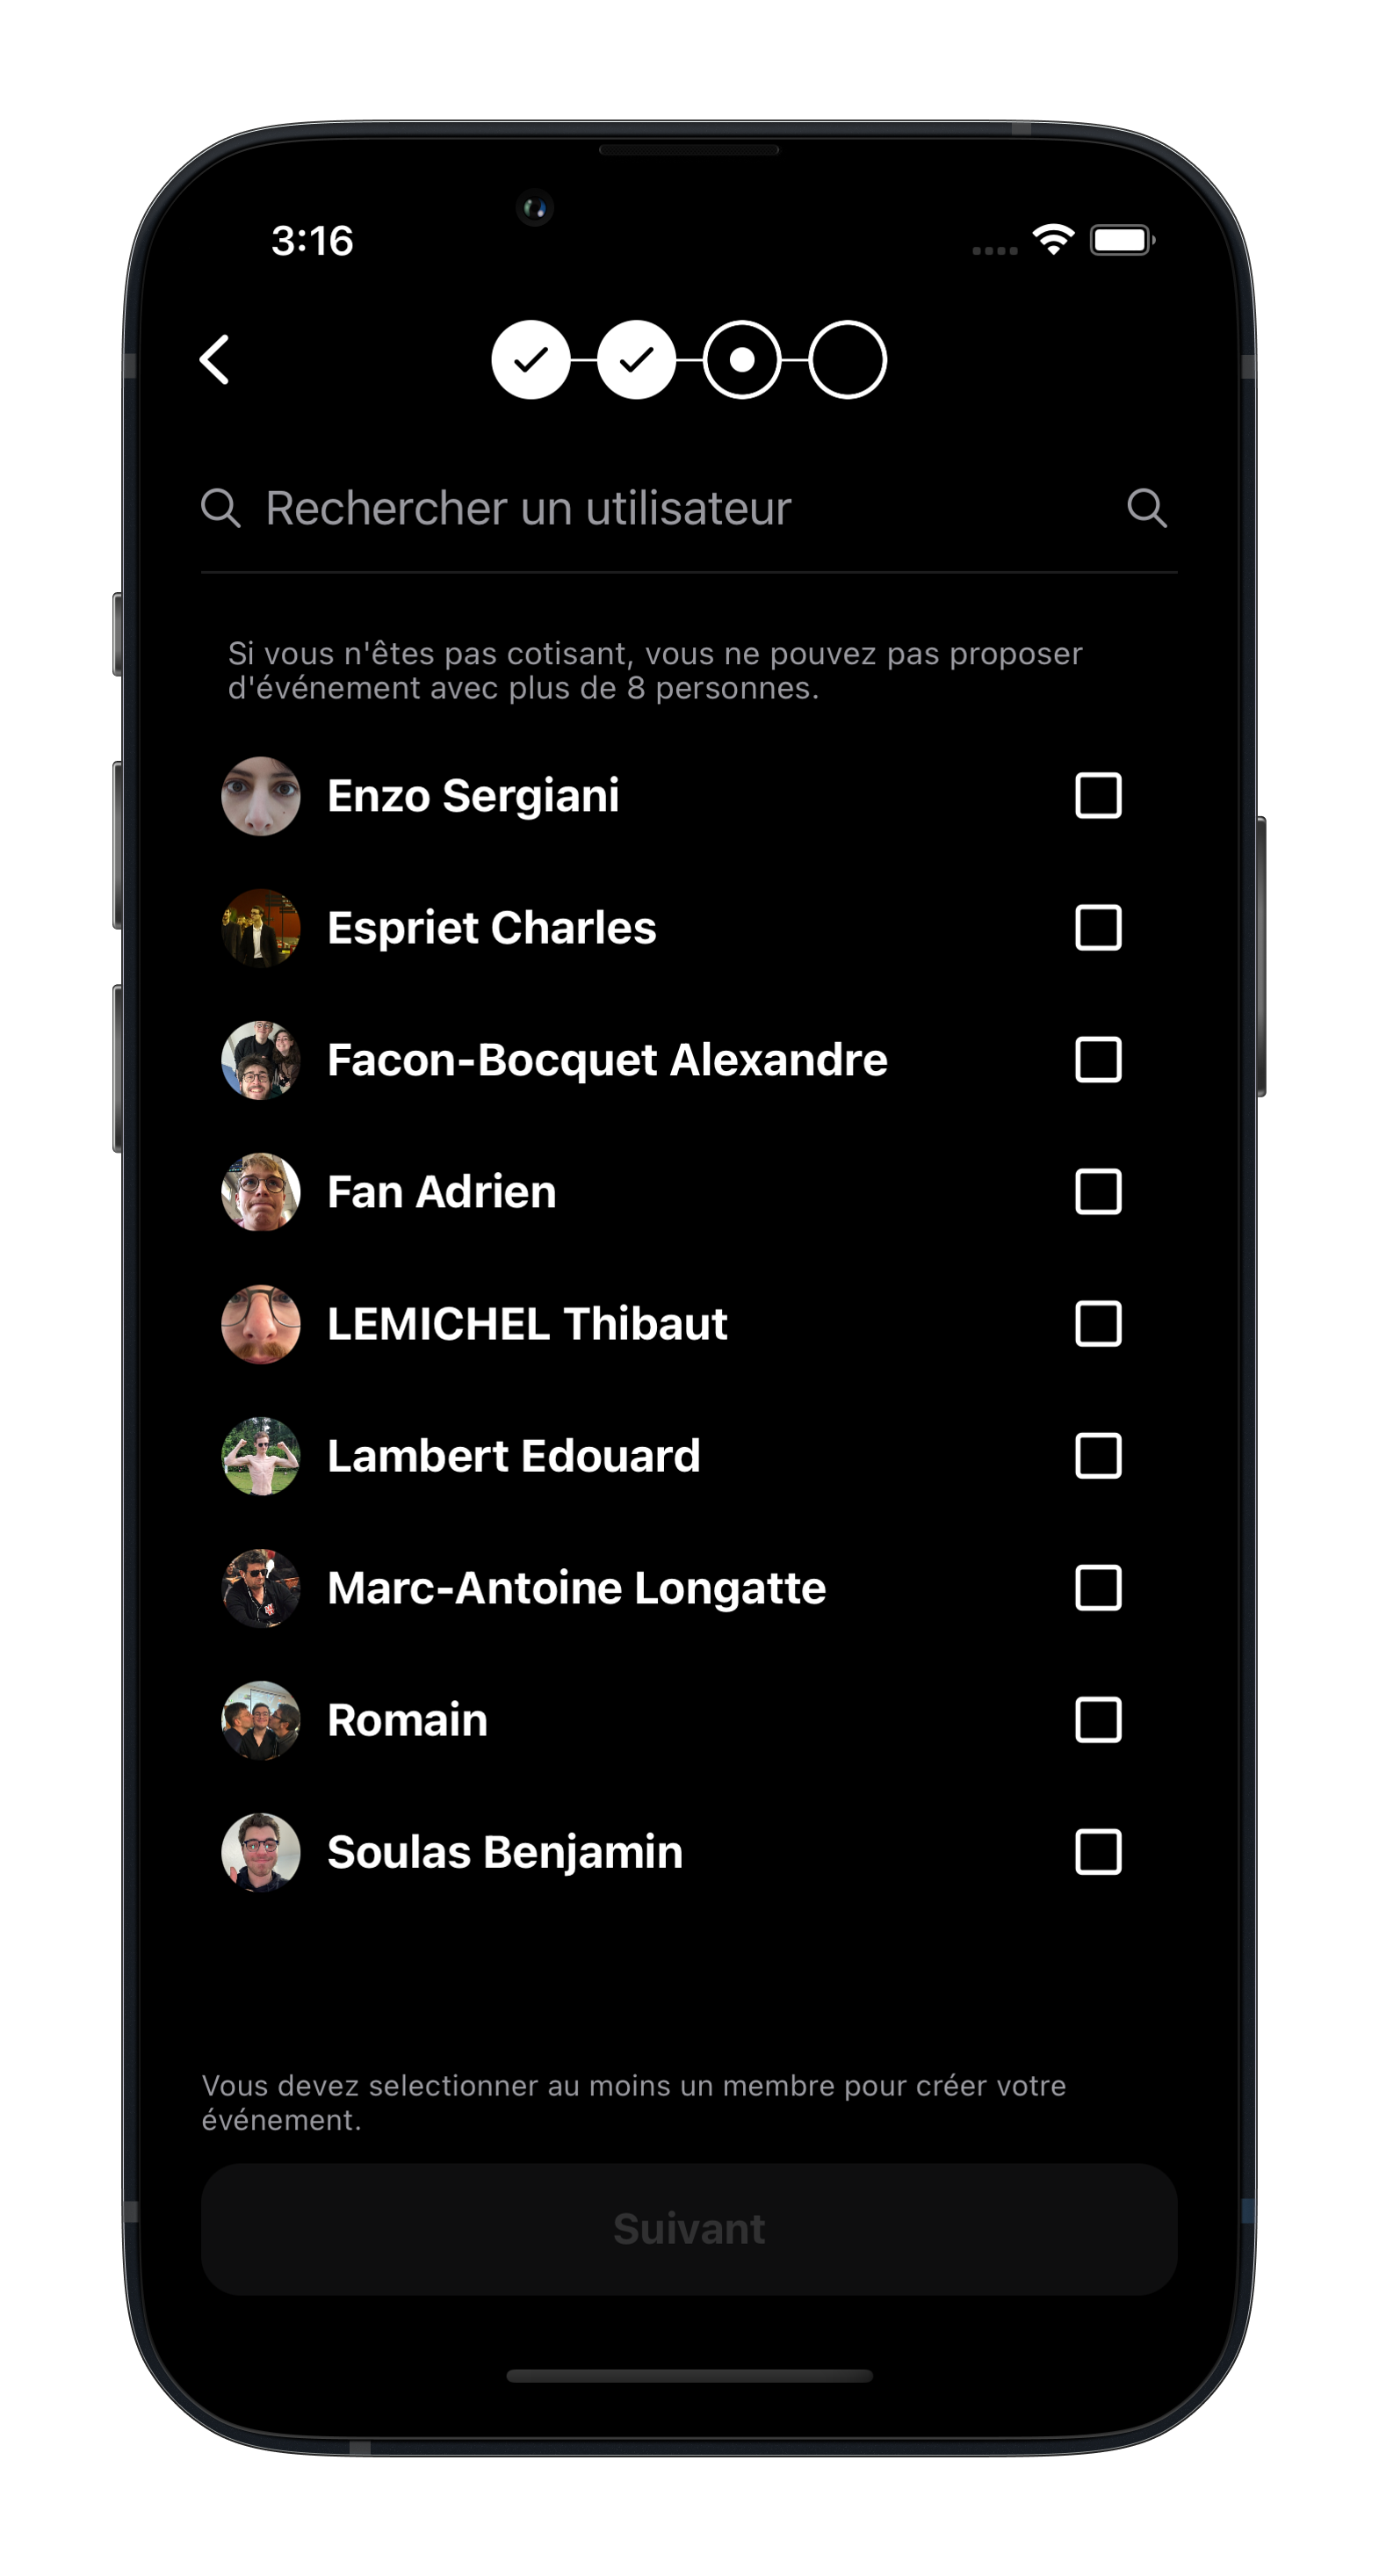 3:16
Rechercher un utilisateur
Si vous n'êtes pas cotisant, vous ne pouvez pas proposer
d'événement avec plus de 8 personnes.
Enzo Sergiani
Espriet Charles
Facon-Bocquet Alexandre
Fan Adrien
LEMICHEL Thibaut
Lambert Edouard
Marc-Antoine Longatte
Romain
Soulas Benjamin
Vous devez selectionner au moins un membre pour créer votre
événement.
Suivant